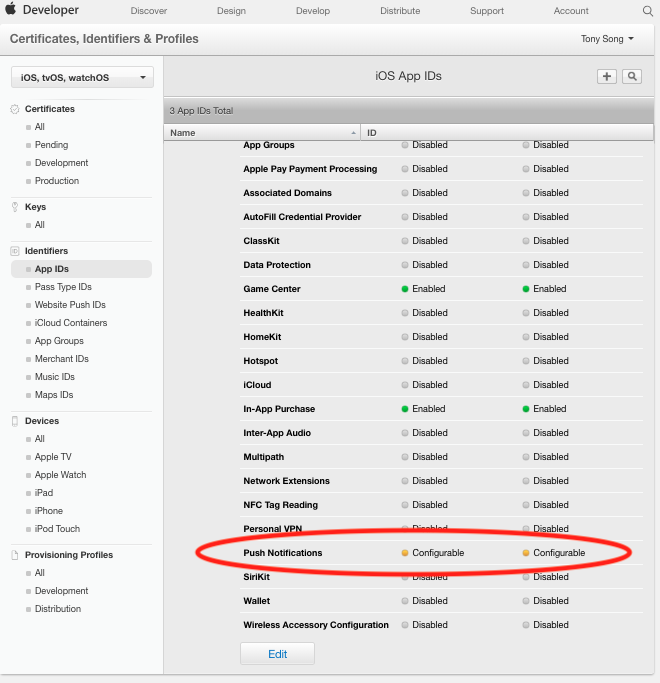 Developer Discover Design Develop Distribute Support Account
Certificates, Identifiers & Profiles Tony Song
iOS, tvOS, watchOS
Certificates
All
Pending
Development
Production
Keys
All
Identifiers
App IDs
Pass Type IDs
Website Push IDs
iCloud Containers
App Groups
Merchant IDs
Music IDs
Maps IDs
Devices
All
Apple TV
Apple Watch
iPad
iPhone
iPod Touch
Provisioning Profiles
All
Development
Distribution
iOS App IDs
3 App IDs Total
Name ID
App Groups Disabled Disabled
Apple Pay Payment Processing Disabled Disabled
Associated Domains Disabled Disabled
AutoFill Credential Provider Disabled Disabled
ClassKit Disabled Disabled
Data Protection Disabled Disabled
Game Center Enabled Enabled
HealthKit Disabled Disabled
HomeKit Disabled Disabled
Hotspot Disabled Disabled
iCloud Disabled Disabled
In-App Purchase Enabled Enabled
Inter-App Audio Disabled Disabled
Multipath Disabled Disabled
Network Extensions Disabled Disabled
NFC Tag Reading Disabled Disabled
Personal VPN Disabled Disabled
Push Notifications Configurable Configurable
SiriKit Disabled Disabled
Wallet Disabled Disabled
Wireless Accessory Configuration Disabled Disabled
Edit